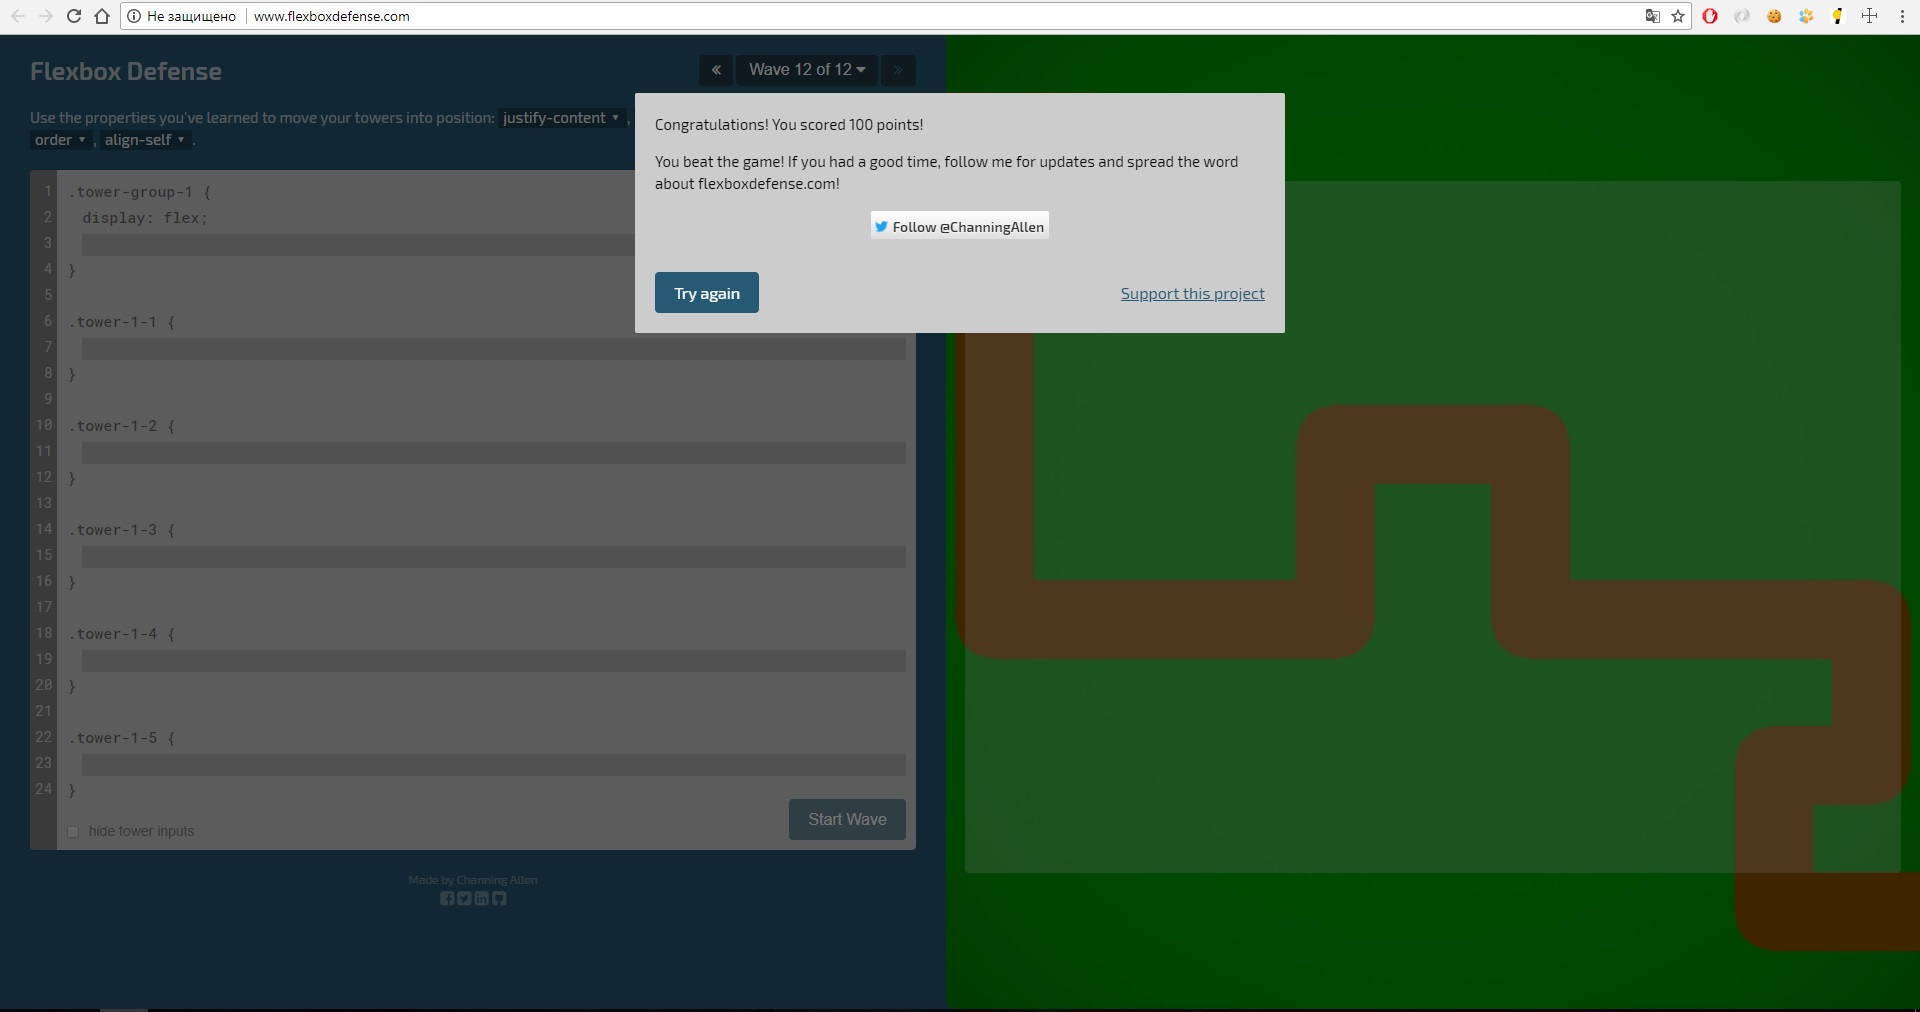 Не защищено www.flexboxdefense.com
Flexbox Defense
« Wave 12 of 12 »
Use the properties you've learned to move your towers into position: justify-content ,
order , align-self .
Congratulations! You scored 100 points!
You beat the game! If you had a good time, follow me for updates and spread the word
about flexboxdefense.com!
Follow @ChanningAllen
Try again
Support this project
1 .tower-group-1 {
2 display: flex;
3
4 }
5
6 .tower-1-1 {
7
8 }
9
10 .tower-1-2 {
11
12 }
13
14 .tower-1-3 {
15
16 }
17
18 .tower-1-4 {
19
20 }
21
22 .tower-1-5 {
23
24 }
hide tower inputs
Start Wave
Made by Channing Allen